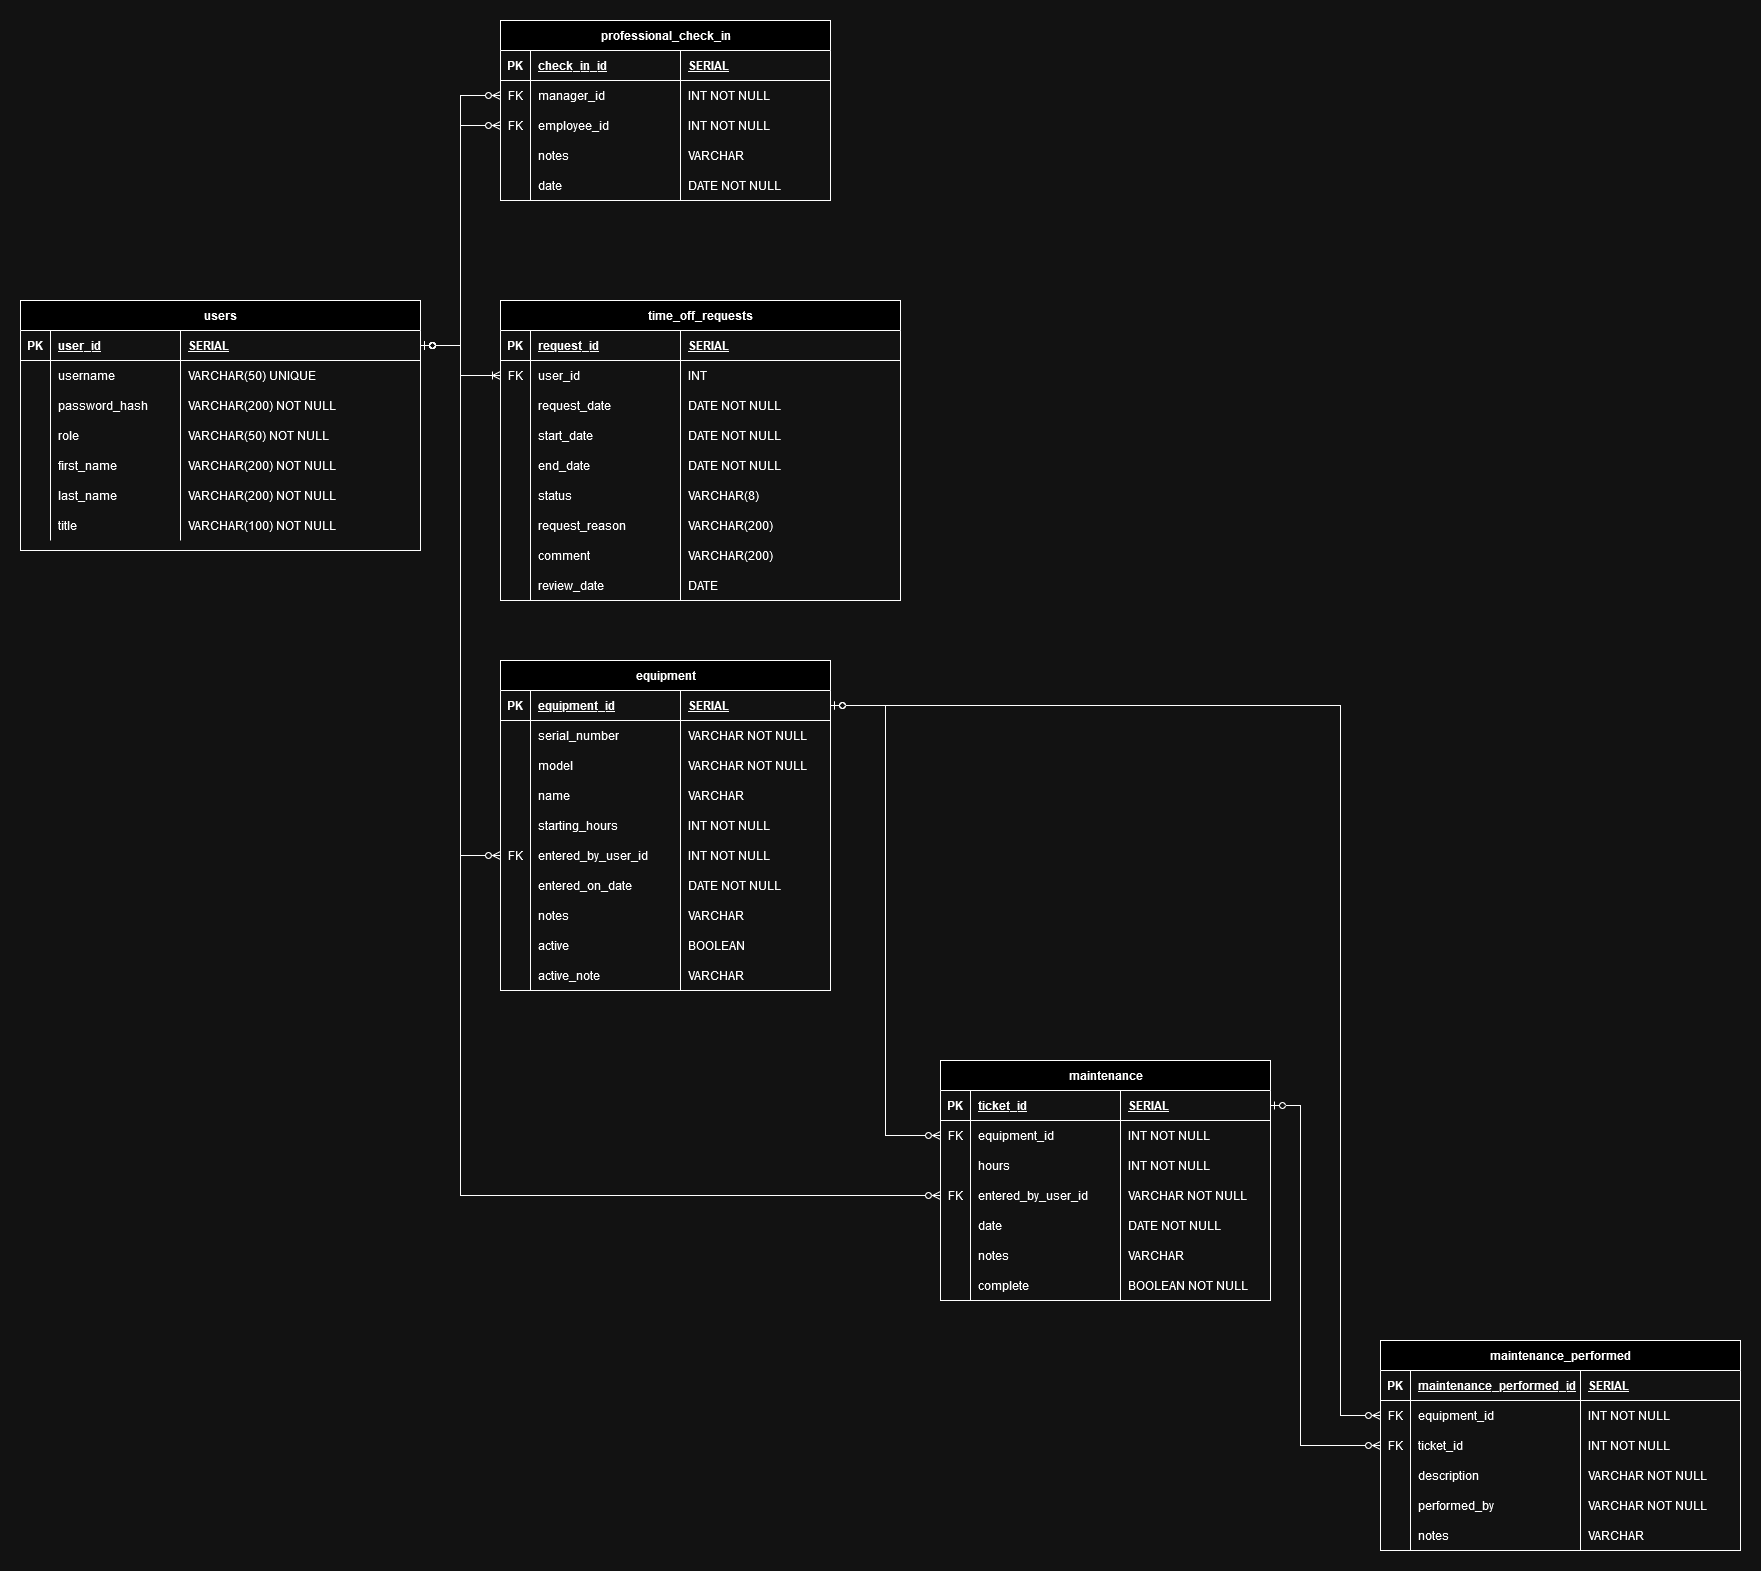 professional_check_in
PK check_in_id SERIAL
FK manager_id INT NOT NULL
FK employee_id INT NOT NULL
notes VARCHAR
date DATE NOT NULL
users
PK user_id SERIAL
username VARCHAR(50) UNIQUE
password_hash VARCHAR(200) NOT NULL
role VARCHAR(50) NOT NULL
first_name VARCHAR(200) NOT NULL
last_name VARCHAR(200) NOT NULL
title VARCHAR(100) NOT NULL
time_off_requests
PK request_id SERIAL
FK user_id INT
request_date DATE NOT NULL
start_date DATE NOT NULL
end_date DATE NOT NULL
status VARCHAR(8)
request_reason VARCHAR(200)
comment VARCHAR(200)
review_date DATE
equipment
PK equipment_id SERIAL
serial_number VARCHAR NOT NULL
model VARCHAR NOT NULL
name VARCHAR
starting_hours INT NOT NULL
FK entered_by_user_id INT NOT NULL
entered_on_date DATE NOT NULL
notes VARCHAR
active BOOLEAN
active_note VARCHAR
maintenance
PK ticket_id SERIAL
FK equipment_id INT NOT NULL
hours INT NOT NULL
FK entered_by_user_id VARCHAR NOT NULL
date DATE NOT NULL
notes VARCHAR
complete BOOLEAN NOT NULL
maintenance_performed
PK maintenance_performed_id SERIAL
FK equipment_id INT NOT NULL
FK ticket_id INT NOT NULL
description VARCHAR NOT NULL
performed_by VARCHAR NOT NULL
notes VARCHAR